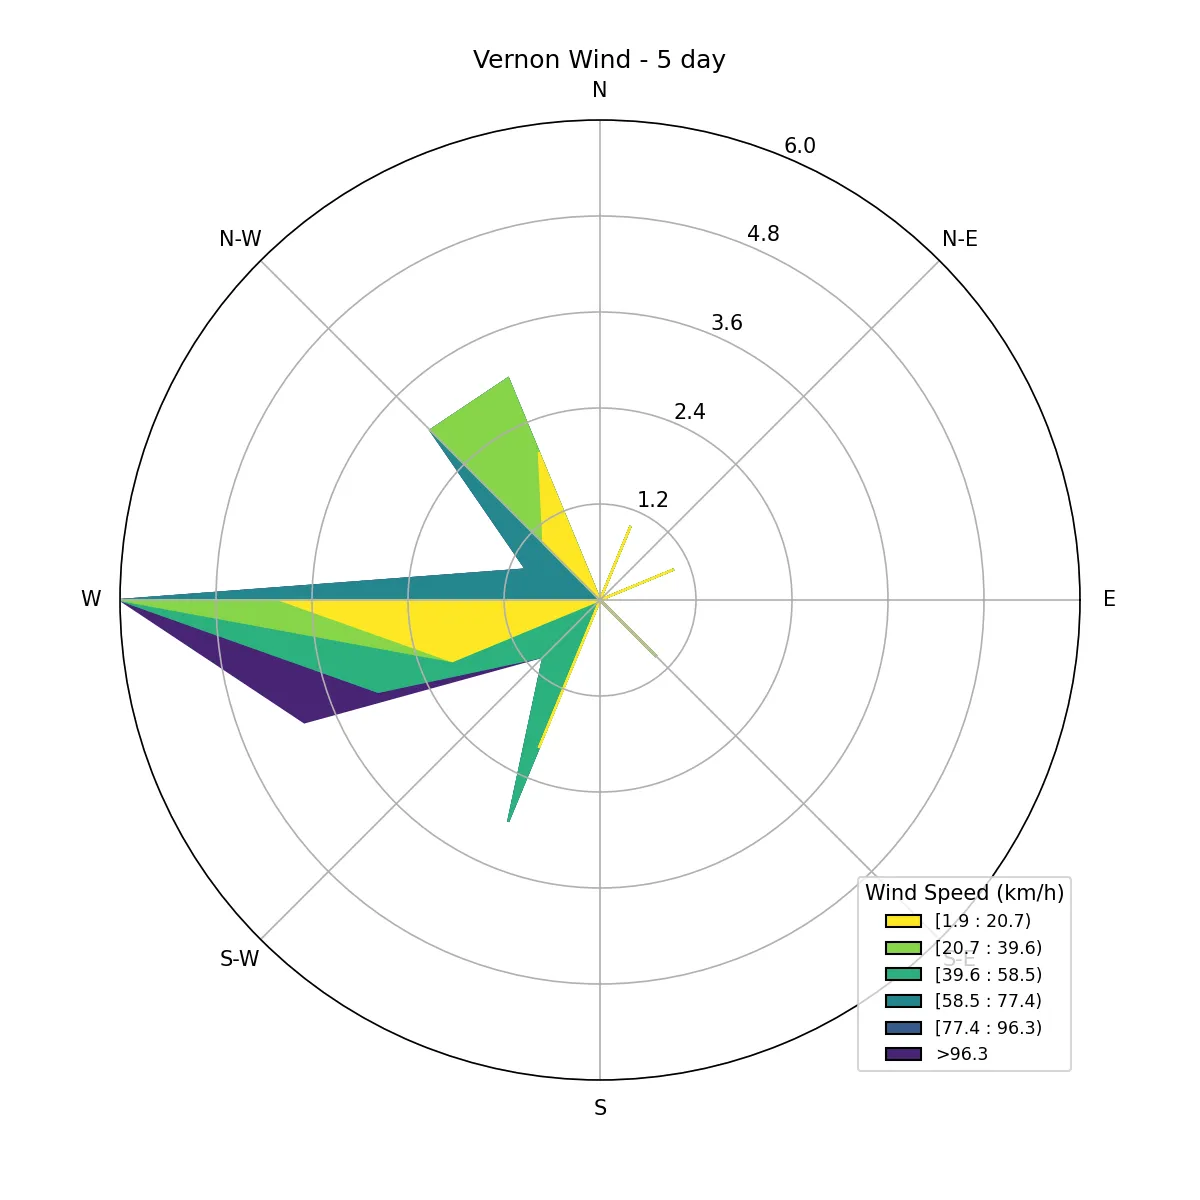 Vernon Wind - 5 day
N
6.0
N-W
4.8
N-E
3.6
2.4
1.2
W
E
Wind Speed (km/h)
[1.9 : 20.7)
[20.7 : 39.6)
S-W
S-E
[39.6 : 58.5)
[58.5 : 77.4)
[77.4 : 96.3)
>96.3
S